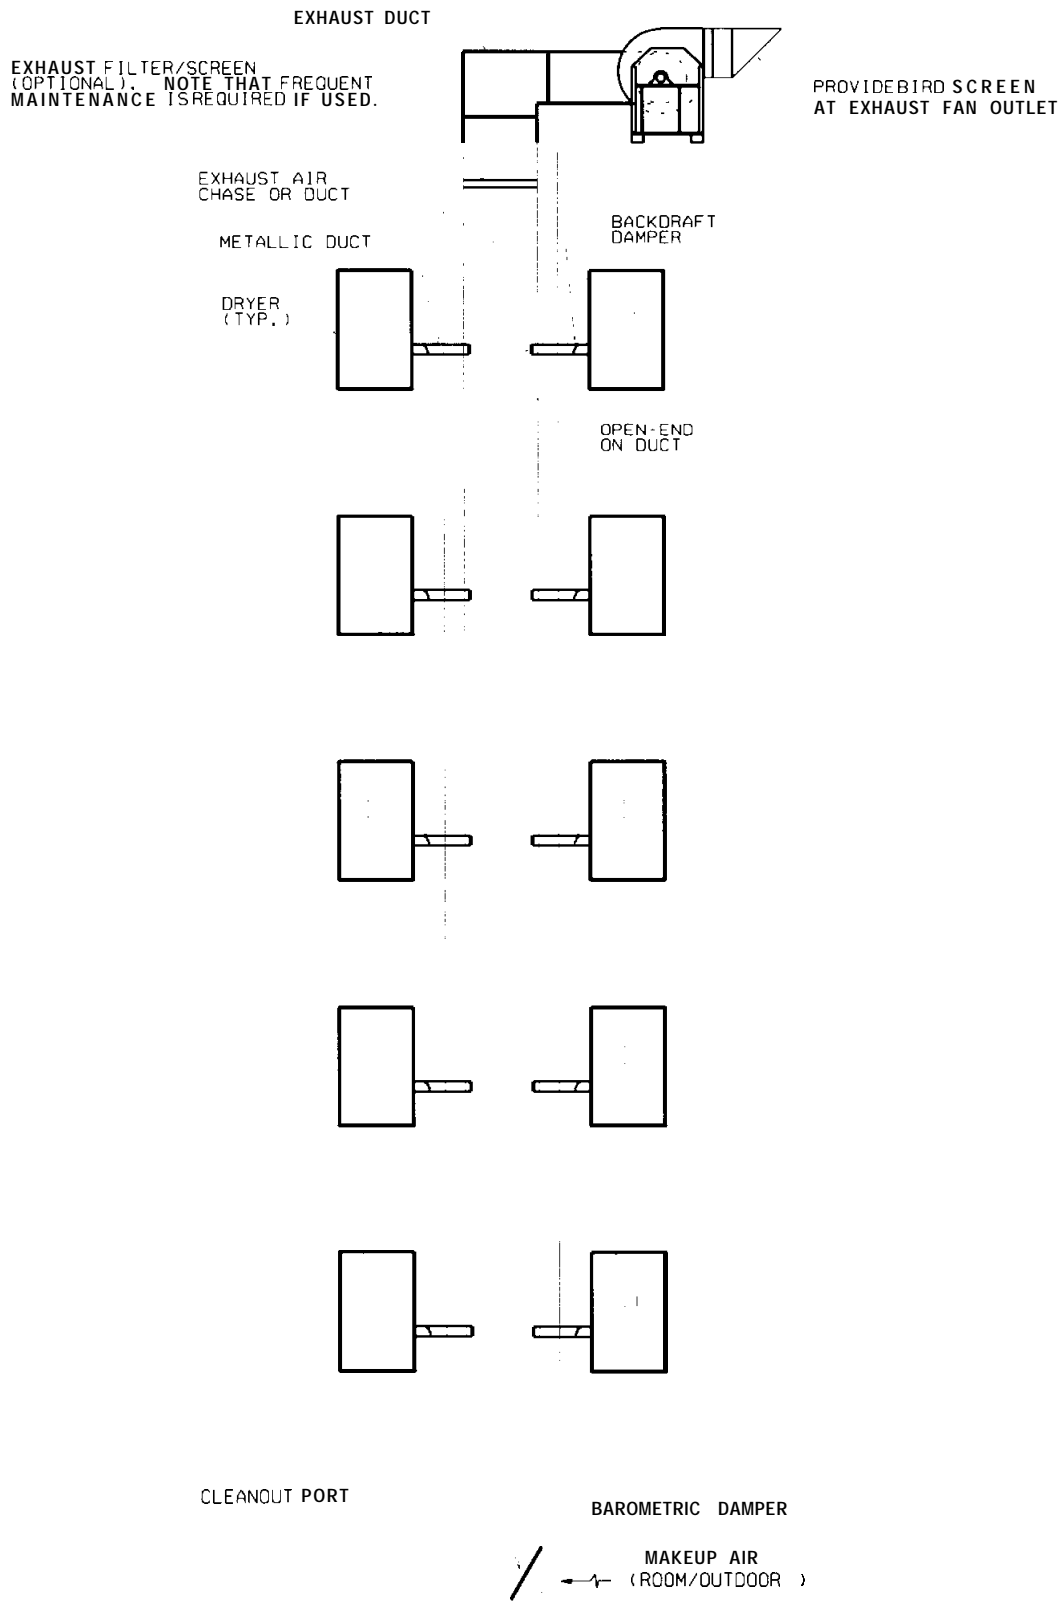 EXHAUST DUCT
EXHAUST FILTER/SCREEN
(OPTIONAL). NOTE THAT FREQUENT
MAINTENANCE IS REQUIRED IF USED.
PROVIDE BIRD SCREEN
AT EXHAUST FAN OUTLET
EXHAUST AIR
CHASE OR DUCT
METALLIC DUCT
BACKDRAFT
DAMPER
DRYER
(TYP.)
OPEN-END
ON DUCT
CLEANOUT PORT
BAROMETRIC DAMPER
MAKEUP AIR
(ROOM/OUTDOOR )